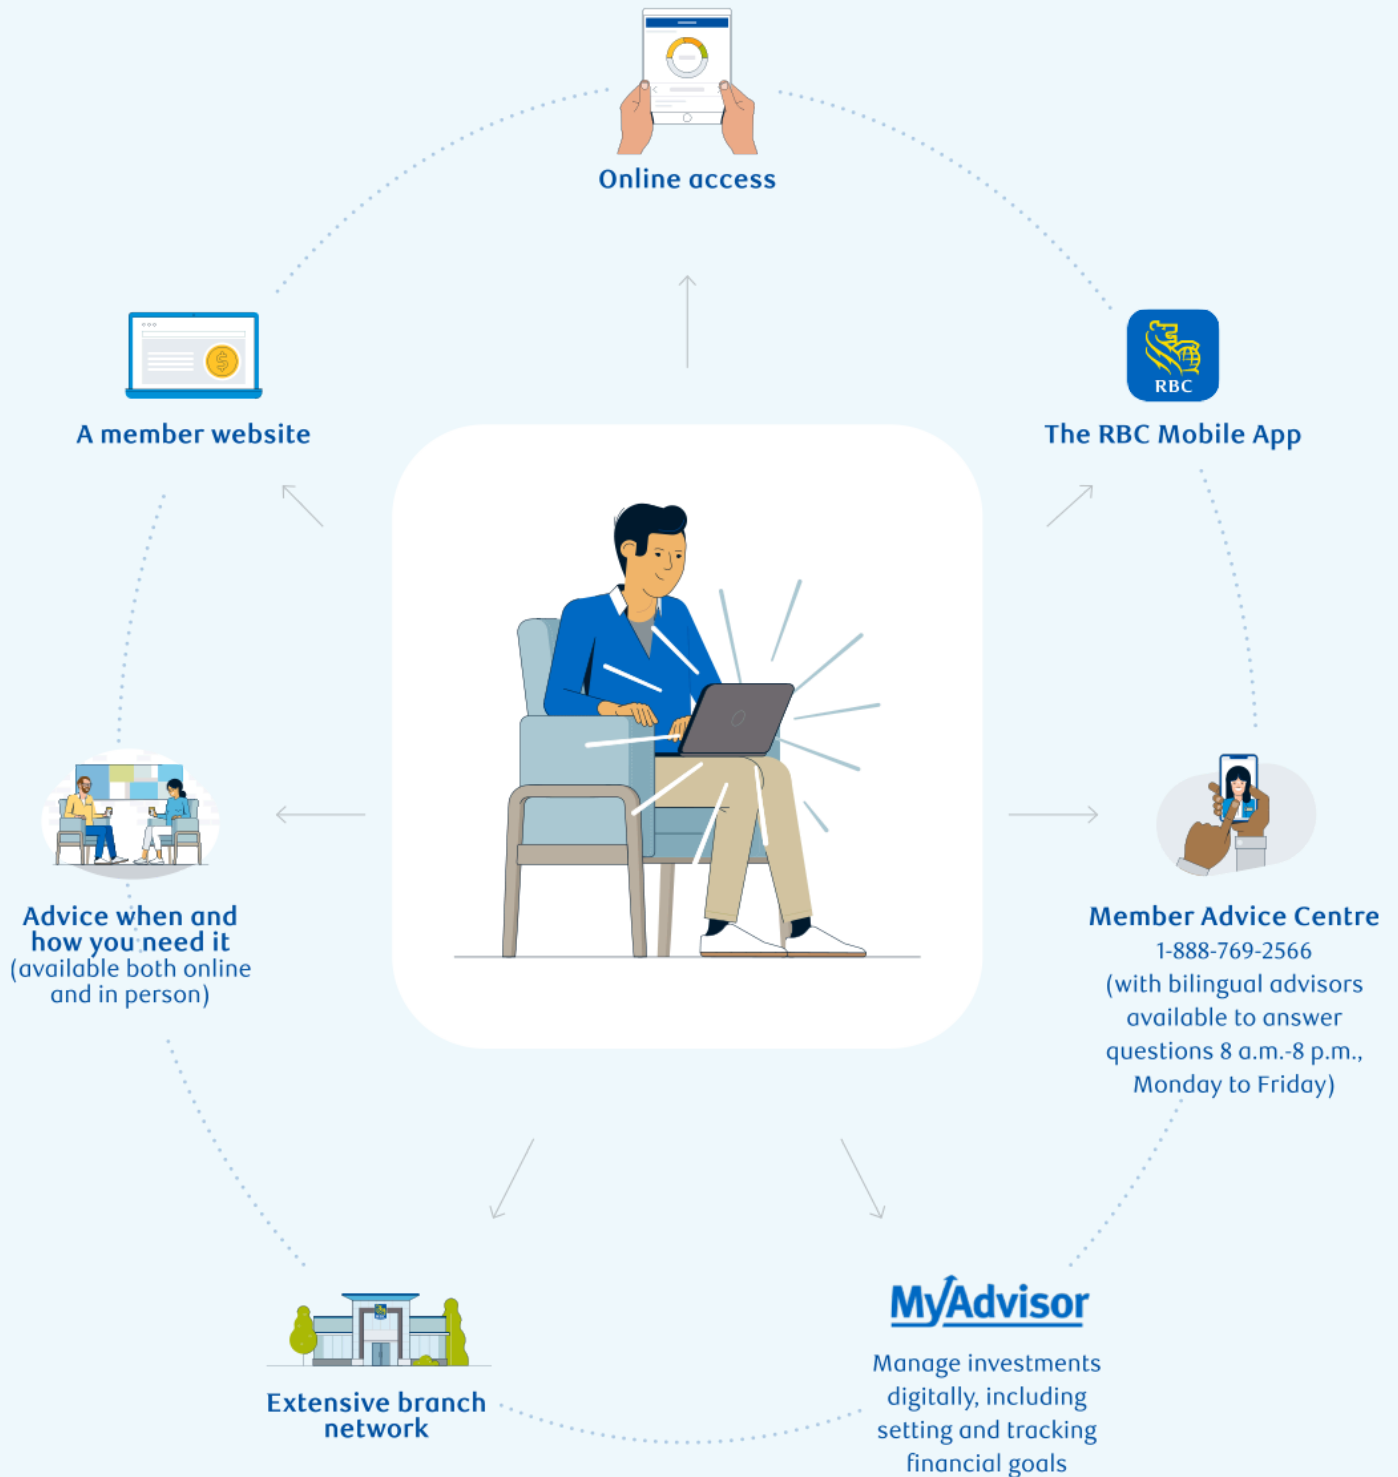 Online access
A member website
RBC
The RBC Mobile App
Advice when and
how you need it
(available both online
and in person)
Member Advice Centre
1-888-769-2566
(with bilingual advisors
available to answer
questions 8 a.m.-8 p.m.,
Monday to Friday)
Extensive branch
network
MyAdvisor
Manage investments
digitally, including
setting and tracking
financial goals